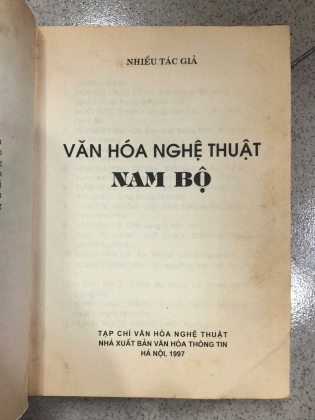 NHIỀU TÁC GIẢ
VĂN HÓA NGHỆ THUẬT
NAM BỘ
TẠP CHÍ VĂN HÓA NGHỆ THUẬT
NHÀ XUẤT BẢN VĂN HÓA THÔNG TIN
HÀ NỘI, 1997